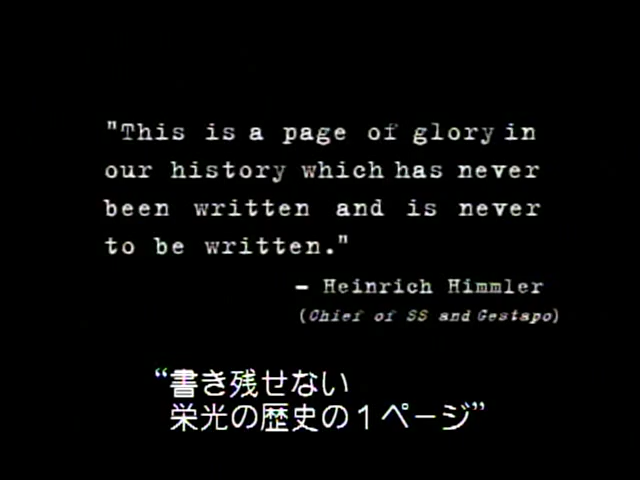 "This is a page of glory in
our history which has never
been written and is never
to be written."
– Heinrich Himmler
(Chief of SS and Gestapo)
“書き残せない
栄光の歴史の1ページ”